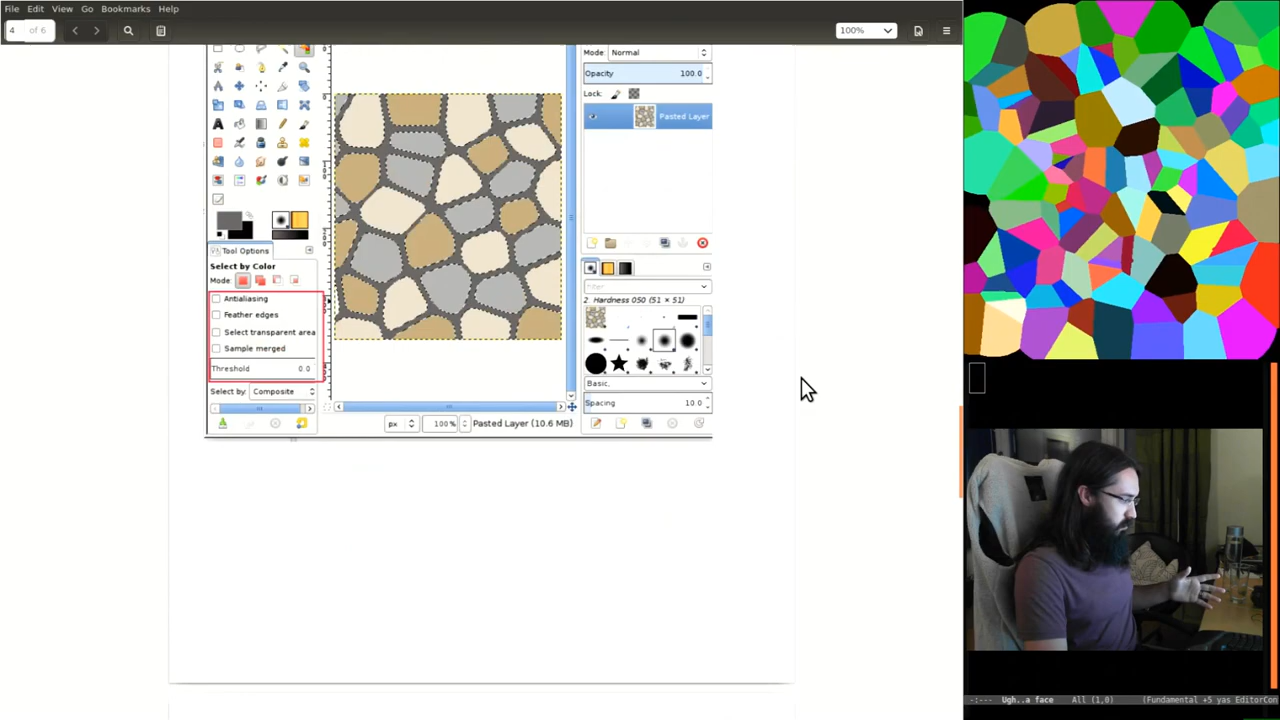 File Edit View Go Bookmarks Help
4 of 6
100%
Mode: Normal
Opacity 100.0
Lock:
Pasted Layer
Tool Options
Select by Color
Mode:
Antialiasing
Feather edges
Select transparent area
Sample merged
Threshold 0.0
Select by: Composite
px 100% Pasted Layer (10.6 MB)
filter
2. Hardness 050 (51 × 51)
Basic,
Spacing 10.0
-:--- Ugh..a face All (1,0) (Fundamental +5 yas EditorCon